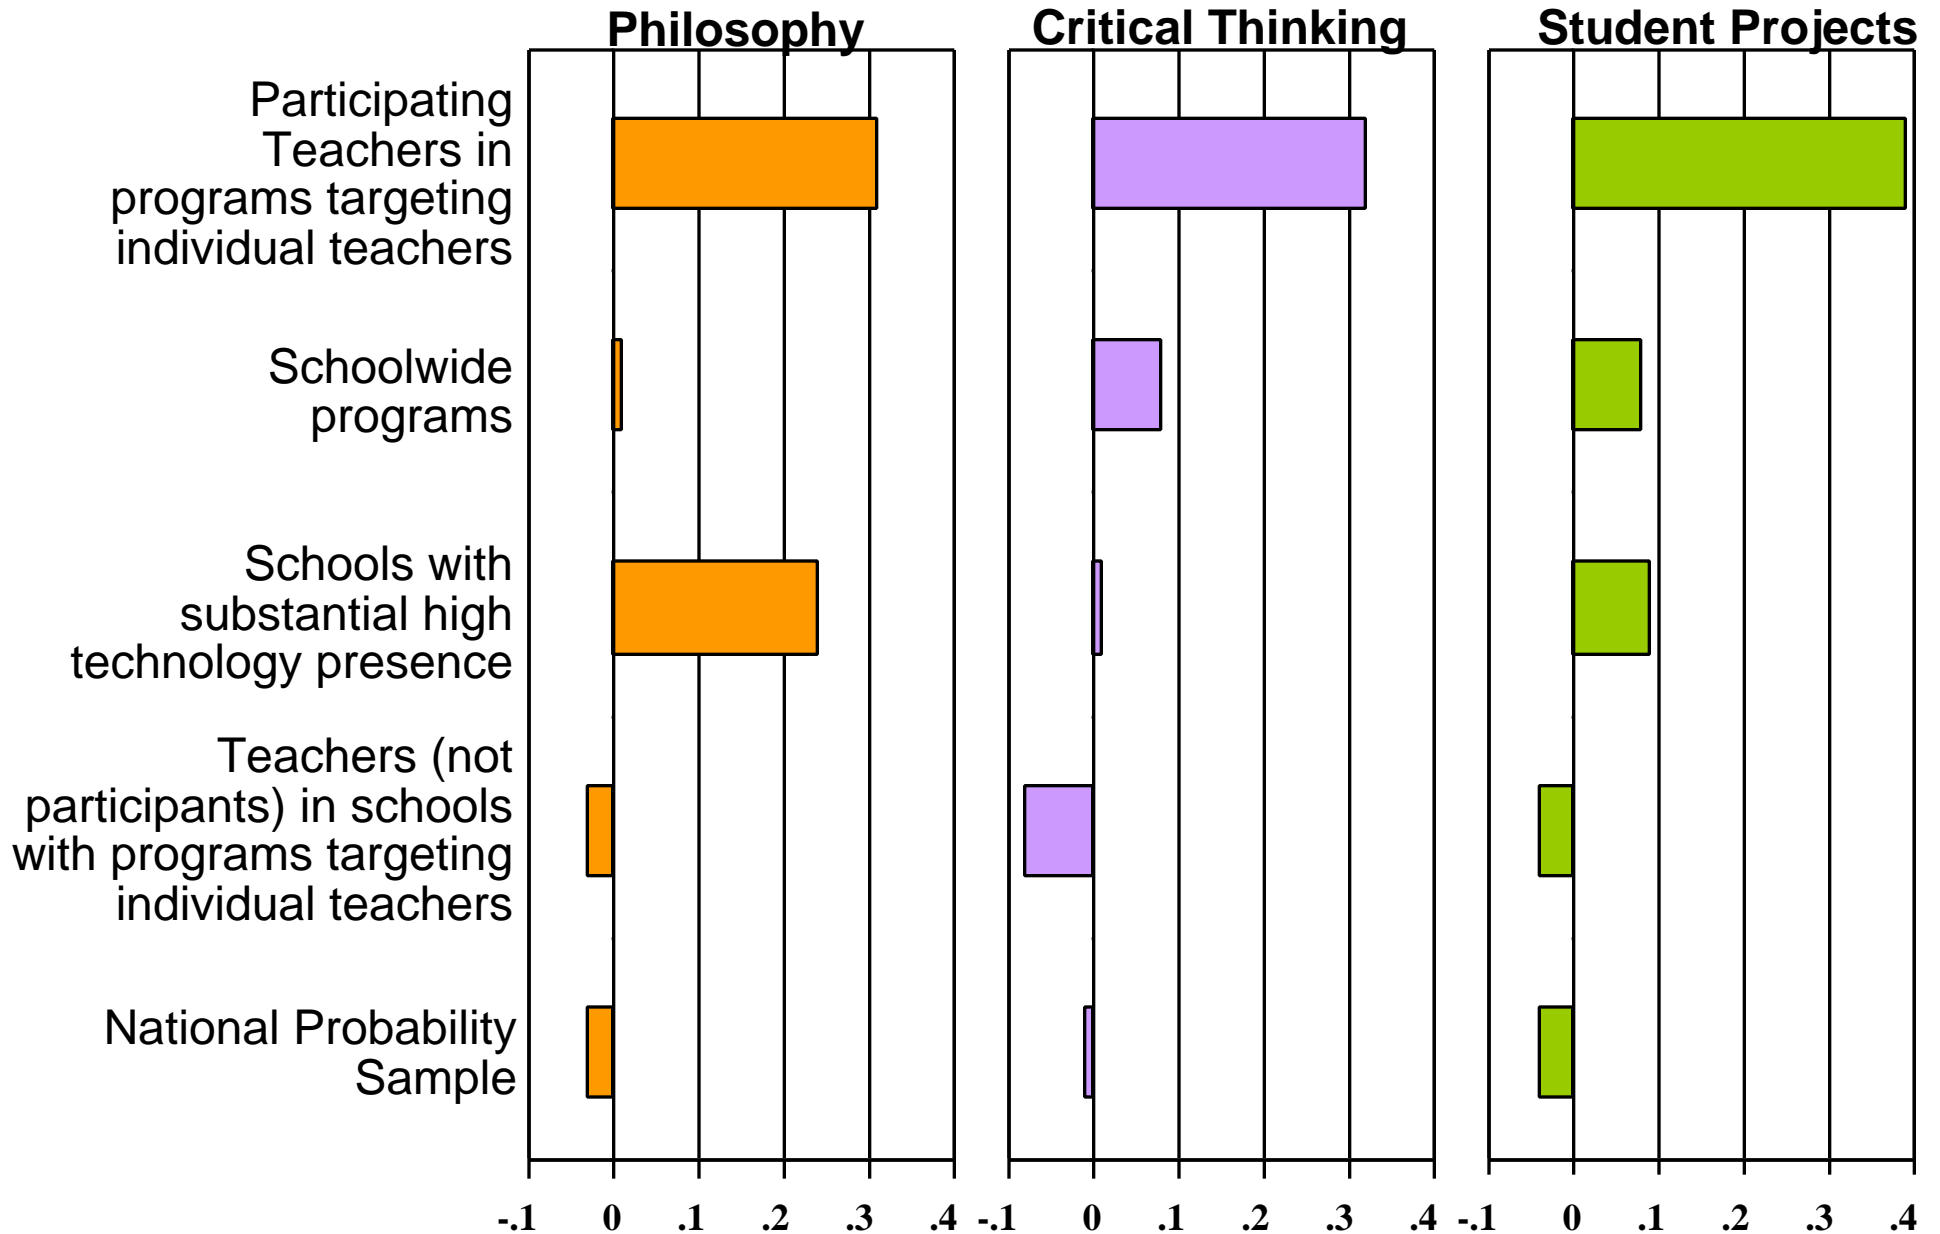 Philosophy
Critical Thinking
Student Projects
Participating
Teachers in
programs targeting
individual teachers
Schoolwide
programs
Schools with
substantial high
technology presence
Teachers (not
participants) in schools
with programs targeting
individual teachers
National Probability
Sample
-.1 0 .1 .2 .3 .4
-.1 0 .1 .2 .3 .4
-.1 0 .1 .2 .3 .4